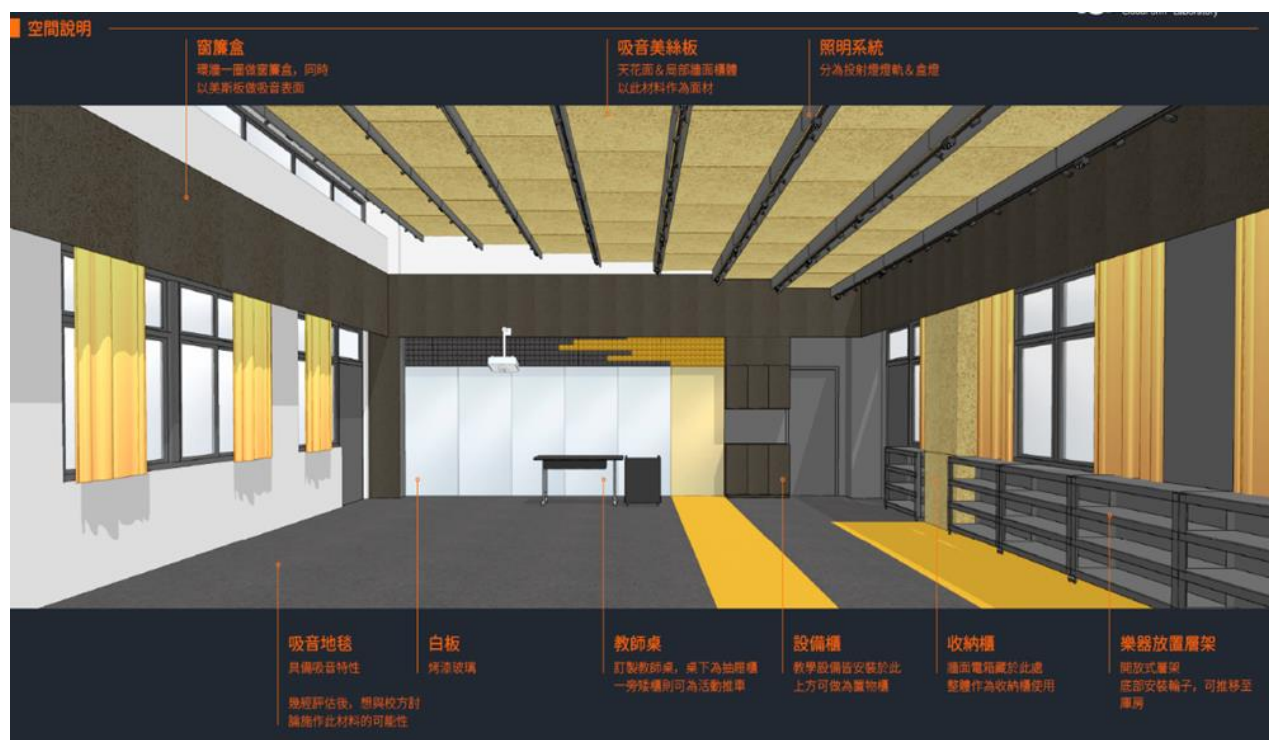 空間說明
窗簾盒
環牆一圈做窗簾盒，同時
以美斯板做吸音表面
吸音美絲板
天花面&局部牆面櫃體
以此材料作為面材
照明系統
分為投射燈燈軌&盒燈
吸音地毯
具備吸音特性
幾經評估後，想與校方討
論施作此材料的可能性
白板
烤漆玻璃
教師桌
訂製教師桌，桌下為抽屜櫃
一旁矮櫃則可為活動推車
設備櫃
教學設備皆安裝於此
上方可做為置物櫃
收納櫃
牆面電箱藏於此處
整體作為收納櫃使用
樂器放置層架
開放式層架
底部安裝輪子，可推移至
庫房